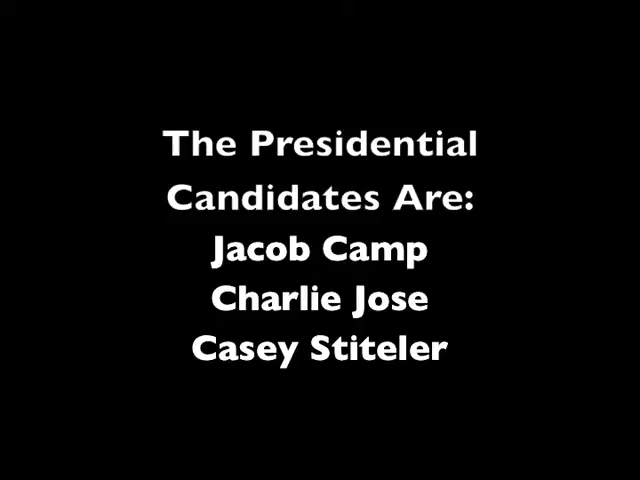 The Presidential
Candidates Are:
Jacob Camp
Charlie Jose
Casey Stiteler